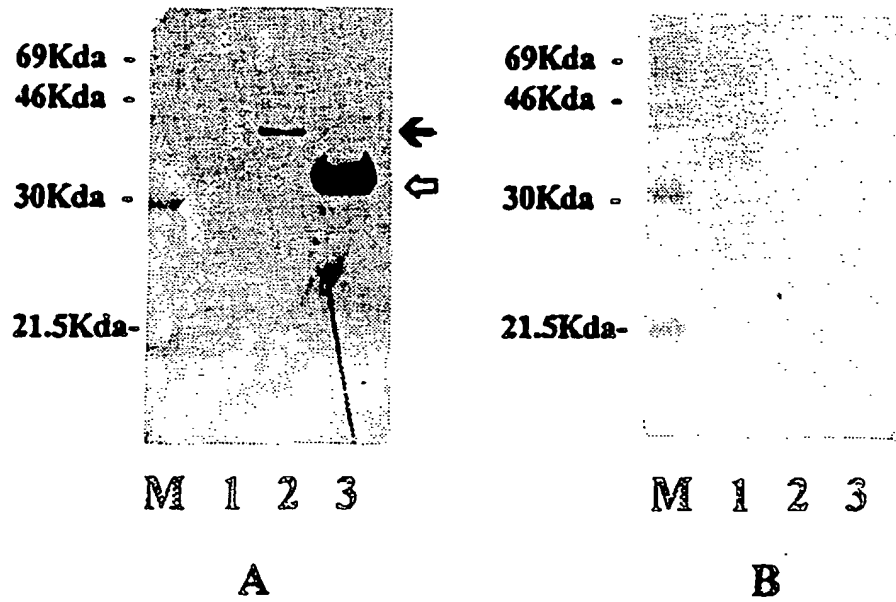 69Kda -
46Kda -
30Kda -
21.5Kda-
M 1 2 3
A
69Kda -
46Kda -
30Kda -
21.5Kda-
M 1 2 3
B